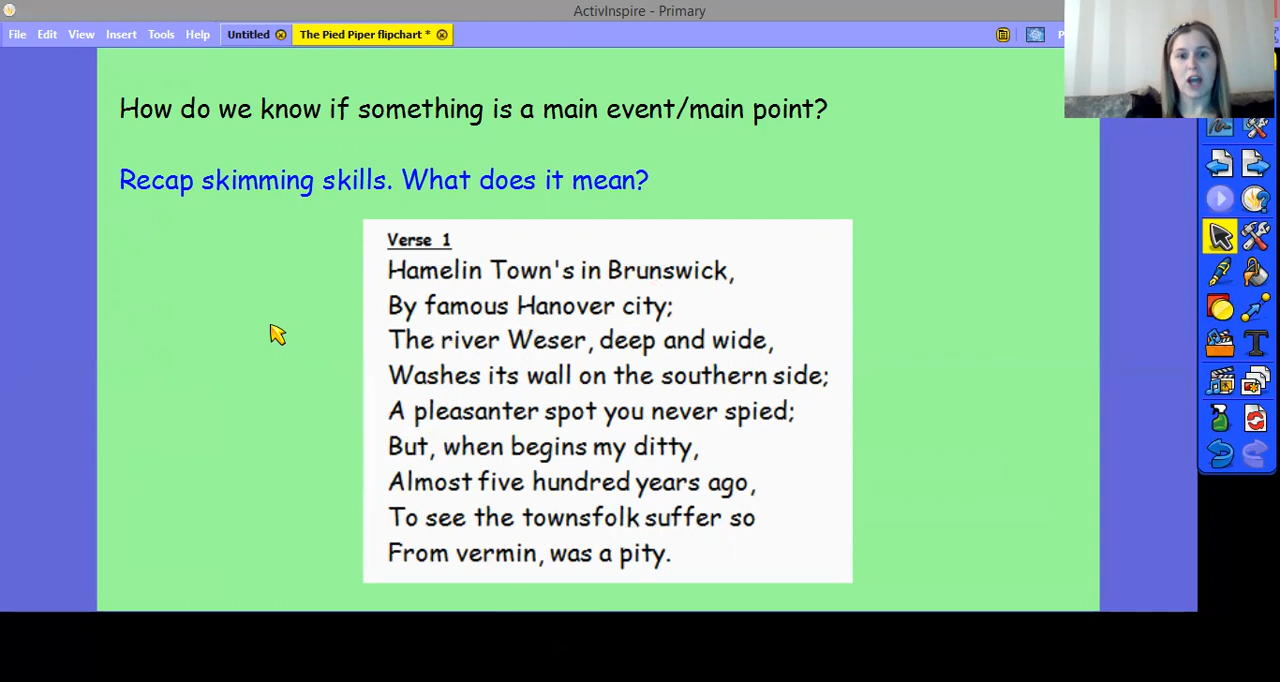 ActivInspire - Primary
File Edit View Insert Tools Help Untitled The Pied Piper flipchart *
How do we know if something is a main event/main point?
Recap skimming skills. What does it mean?
Verse 1
Hamelin Town's in Brunswick,
By famous Hanover city;
The river Weser, deep and wide,
Washes its wall on the southern side;
A pleasanter spot you never spied;
But, when begins my ditty,
Almost five hundred years ago,
To see the townsfolk suffer so
From vermin, was a pity.